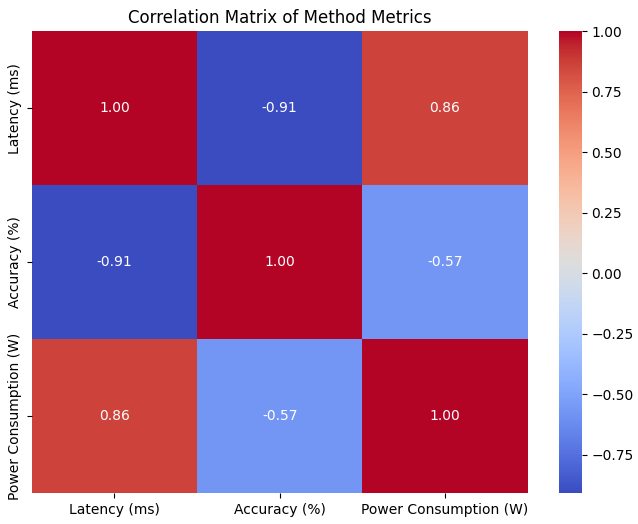 Correlation Matrix of Method Metrics
Latency (ms)
1.00
-0.91
0.86
Accuracy (%)
-0.91
1.00
-0.57
Power Consumption (W)
0.86
-0.57
1.00
Latency (ms)
Accuracy (%)
Power Consumption (W)
1.00
0.75
0.50
0.25
0.00
−0.25
−0.50
−0.75